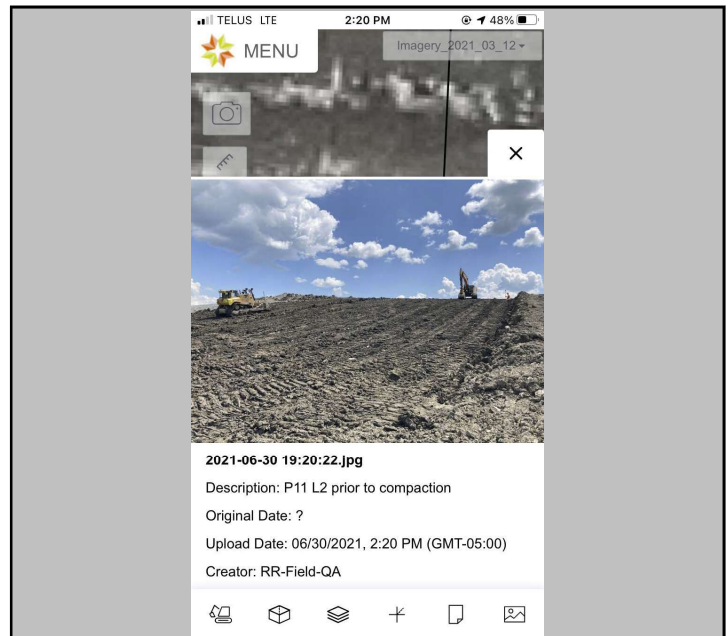 TELUS LTE 2:20 PM 48%
MENU
Imagery_2021_03_12
2021-06-30 19:20:22.jpg
Description: P11 L2 prior to compaction
Original Date: ?
Upload Date: 06/30/2021, 2:20 PM (GMT-05:00)
Creator: RR-Field-QA